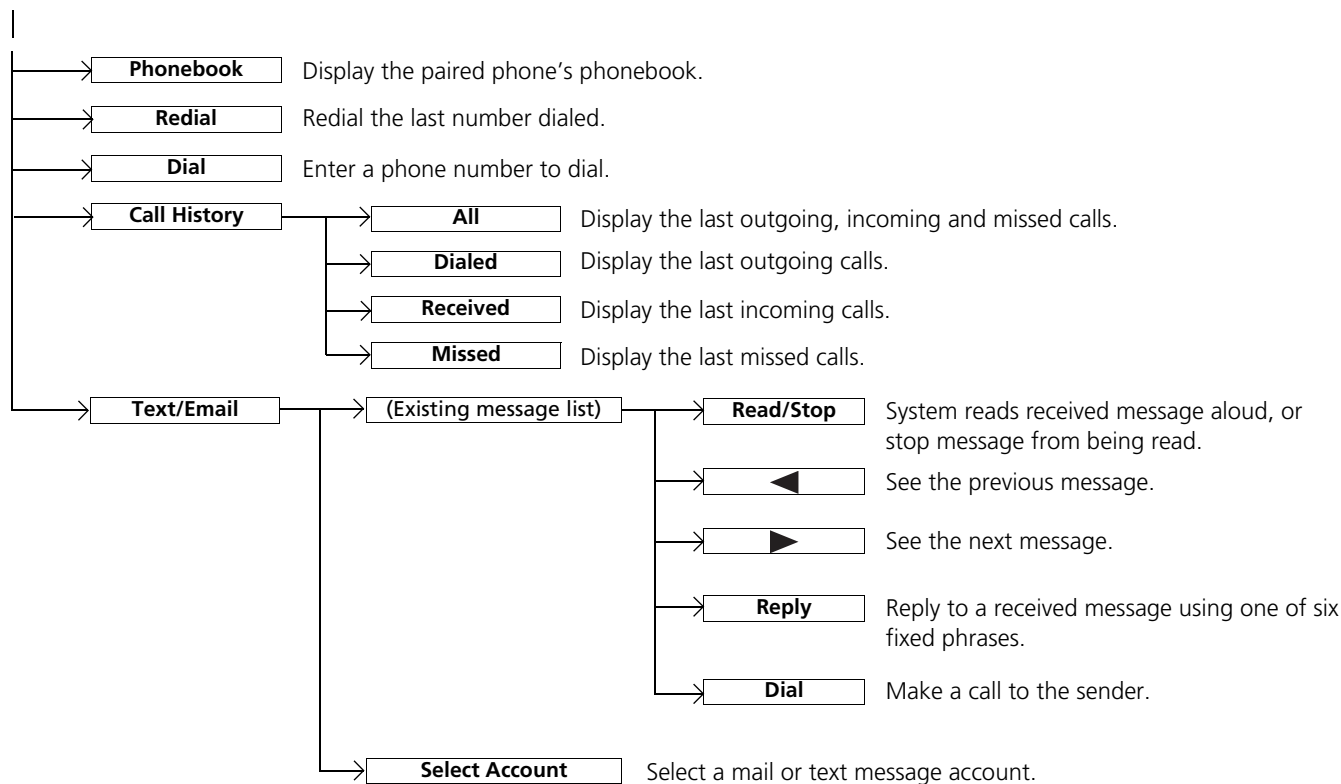 Phonebook Display the paired phone’s phonebook.
Redial Redial the last number dialed.
Dial Enter a phone number to dial.
Call History All Display the last outgoing, incoming and missed calls.
Dialed Display the last outgoing calls.
Received Display the last incoming calls.
Missed Display the last missed calls.
Text/Email (Existing message list) Read/Stop System reads received message aloud, or
stop message from being read.
◀ See the previous message.
▶ See the next message.
Reply Reply to a received message using one of six
fixed phrases.
Dial Make a call to the sender.
Select Account Select a mail or text message account.